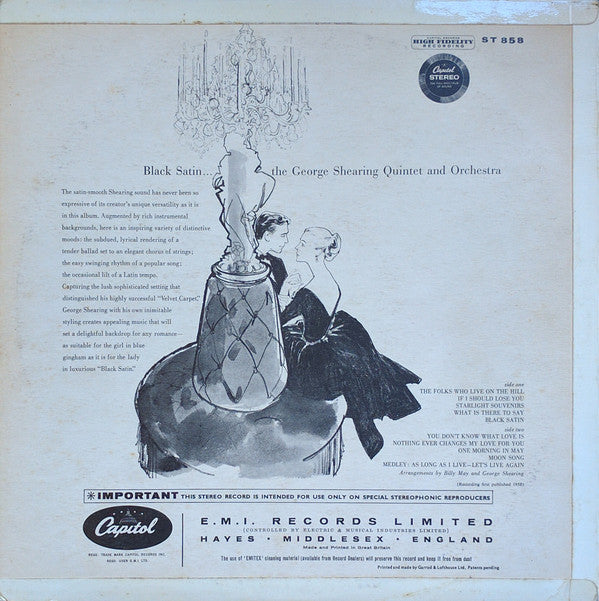 CAPITOL RECORDS
HIGH FIDELITY
RECORDING
ST 858
Capitol
STEREO
Black Satin... the George Shearing Quintet and Orchestra
The satin-smooth Shearing sound has never been so
expressive of its creator's unique versatility as it is
in this album. Augmented by rich instrumental
backgrounds, here is an inspiring variety of distinctive
moods: the subdued, lyrical rendering of a
tender ballad set to an elegant chorus of strings;
the easy swinging rhythm of a popular song;
the occasional lilt of a Latin tempo.
Capturing the lush sophisticated setting that
distinguished his highly successful "Velvet Carpet,"
George Shearing with his own inimitable
styling creates appealing music that will
set a delightful backdrop for any romance—
as suitable for the girl in blue
gingham as it is for the lady
in luxurious "Black Satin."
side one
THE FOLKS WHO LIVE ON THE HILL
IF I SHOULD LOSE YOU
STARLIGHT SOUVENIRS
WHAT IS THERE TO SAY
BLACK SATIN
side two
YOU DON'T KNOW WHAT LOVE IS
NOTHING EVER CHANGES MY LOVE FOR YOU
ONE MORNING IN MAY
MOON SONG
MEDLEY: AS LONG AS I LIVE—LET'S LIVE AGAIN
Arrangements by Billy May and George Shearing
(Recording first published 1958)
*IMPORTANT THIS STEREO RECORD IS INTENDED FOR USE ONLY ON SPECIAL STEREOPHONIC REPRODUCERS
Capitol
READ. TRADE MARK CAPITOL RECORDS INC.
REGD. USER E.M.I. LTD.
E.M.I. RECORDS LIMITED
(CONTROLLED BY ELECTRIC & MUSICAL INDUSTRIES LIMITED)
HAYES · MIDDLESEX · ENGLAND
Made and Printed in Great Britain
The use of 'EMITEX' cleaning material (available from Record Dealers) will preserve this record and keep it free from dust
Printed and made by Garrod & Lofthouse Ltd. Patents pending